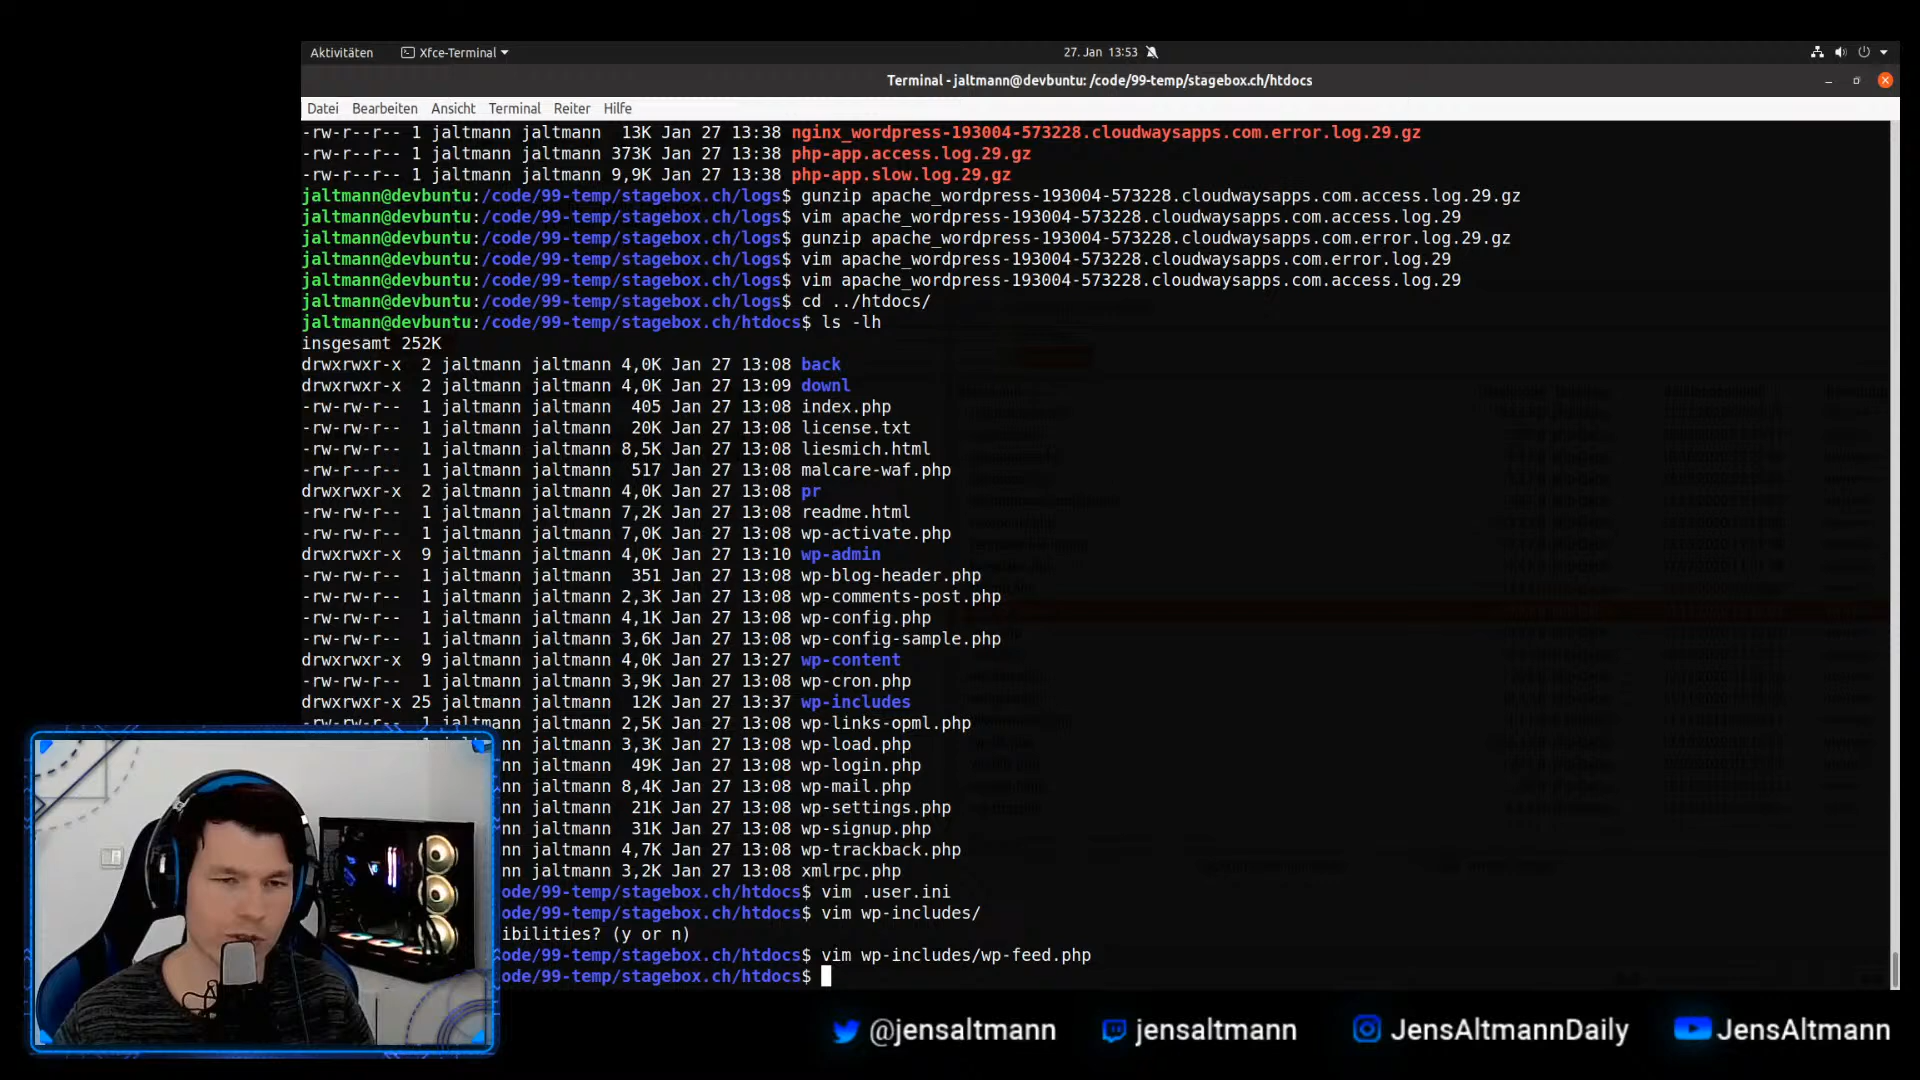 Aktivitäten Xfce-Terminal 27. Jan 13:53
Terminal - jaltmann@devbuntu: /code/99-temp/stagebox.ch/htdocs
Datei Bearbeiten Ansicht Terminal Reiter Hilfe
-rw-r--r-- 1 jaltmann jaltmann  13K Jan 27 13:38 nginx_wordpress-193004-573228.cloudwaysapps.com.error.log.29.gz
-rw-r--r-- 1 jaltmann jaltmann 373K Jan 27 13:38 php-app.access.log.29.gz
-rw-r--r-- 1 jaltmann jaltmann 9,9K Jan 27 13:38 php-app.slow.log.29.gz
jaltmann@devbuntu:/code/99-temp/stagebox.ch/logs$ gunzip apache_wordpress-193004-573228.cloudwaysapps.com.access.log.29.gz
jaltmann@devbuntu:/code/99-temp/stagebox.ch/logs$ vim apache_wordpress-193004-573228.cloudwaysapps.com.access.log.29
jaltmann@devbuntu:/code/99-temp/stagebox.ch/logs$ gunzip apache_wordpress-193004-573228.cloudwaysapps.com.error.log.29.gz
jaltmann@devbuntu:/code/99-temp/stagebox.ch/logs$ vim apache_wordpress-193004-573228.cloudwaysapps.com.error.log.29
jaltmann@devbuntu:/code/99-temp/stagebox.ch/logs$ vim apache_wordpress-193004-573228.cloudwaysapps.com.access.log.29
jaltmann@devbuntu:/code/99-temp/stagebox.ch/logs$ cd ../htdocs/
jaltmann@devbuntu:/code/99-temp/stagebox.ch/htdocs$ ls -lh
insgesamt 252K
drwxrwxr-x  2 jaltmann jaltmann 4,0K Jan 27 13:08 back
drwxrwxr-x  2 jaltmann jaltmann 4,0K Jan 27 13:09 downl
-rw-rw-r--  1 jaltmann jaltmann  405 Jan 27 13:08 index.php
-rw-rw-r--  1 jaltmann jaltmann  20K Jan 27 13:08 license.txt
-rw-rw-r--  1 jaltmann jaltmann 8,5K Jan 27 13:08 liesmich.html
-rw-rw-r--  1 jaltmann jaltmann  517 Jan 27 13:08 malcare-waf.php
drwxrwxr-x  2 jaltmann jaltmann 4,0K Jan 27 13:08 pr
-rw-rw-r--  1 jaltmann jaltmann 7,2K Jan 27 13:08 readme.html
-rw-rw-r--  1 jaltmann jaltmann 7,0K Jan 27 13:08 wp-activate.php
drwxrwxr-x  9 jaltmann jaltmann 4,0K Jan 27 13:10 wp-admin
-rw-rw-r--  1 jaltmann jaltmann  351 Jan 27 13:08 wp-blog-header.php
-rw-rw-r--  1 jaltmann jaltmann 2,3K Jan 27 13:08 wp-comments-post.php
-rw-rw-r--  1 jaltmann jaltmann 4,1K Jan 27 13:08 wp-config.php
-rw-rw-r--  1 jaltmann jaltmann 3,6K Jan 27 13:08 wp-config-sample.php
drwxrwxr-x  9 jaltmann jaltmann 4,0K Jan 27 13:27 wp-content
-rw-rw-r--  1 jaltmann jaltmann 3,9K Jan 27 13:08 wp-cron.php
drwxrwxr-x 25 jaltmann jaltmann  12K Jan 27 13:37 wp-includes
-rw-rw-r--  1 jaltmann jaltmann 2,5K Jan 27 13:08 wp-links-opml.php
nn jaltmann 3,3K Jan 27 13:08 wp-load.php
nn jaltmann  49K Jan 27 13:08 wp-login.php
nn jaltmann 8,4K Jan 27 13:08 wp-mail.php
nn jaltmann  21K Jan 27 13:08 wp-settings.php
nn jaltmann  31K Jan 27 13:08 wp-signup.php
nn jaltmann 4,7K Jan 27 13:08 wp-trackback.php
nn jaltmann 3,2K Jan 27 13:08 xmlrpc.php
ode/99-temp/stagebox.ch/htdocs$ vim .user.ini
ode/99-temp/stagebox.ch/htdocs$ vim wp-includes/
ibilities? (y or n)
ode/99-temp/stagebox.ch/htdocs$ vim wp-includes/wp-feed.php
ode/99-temp/stagebox.ch/htdocs$
@jensaltmann jensaltmann JensAltmannDaily JensAltmann